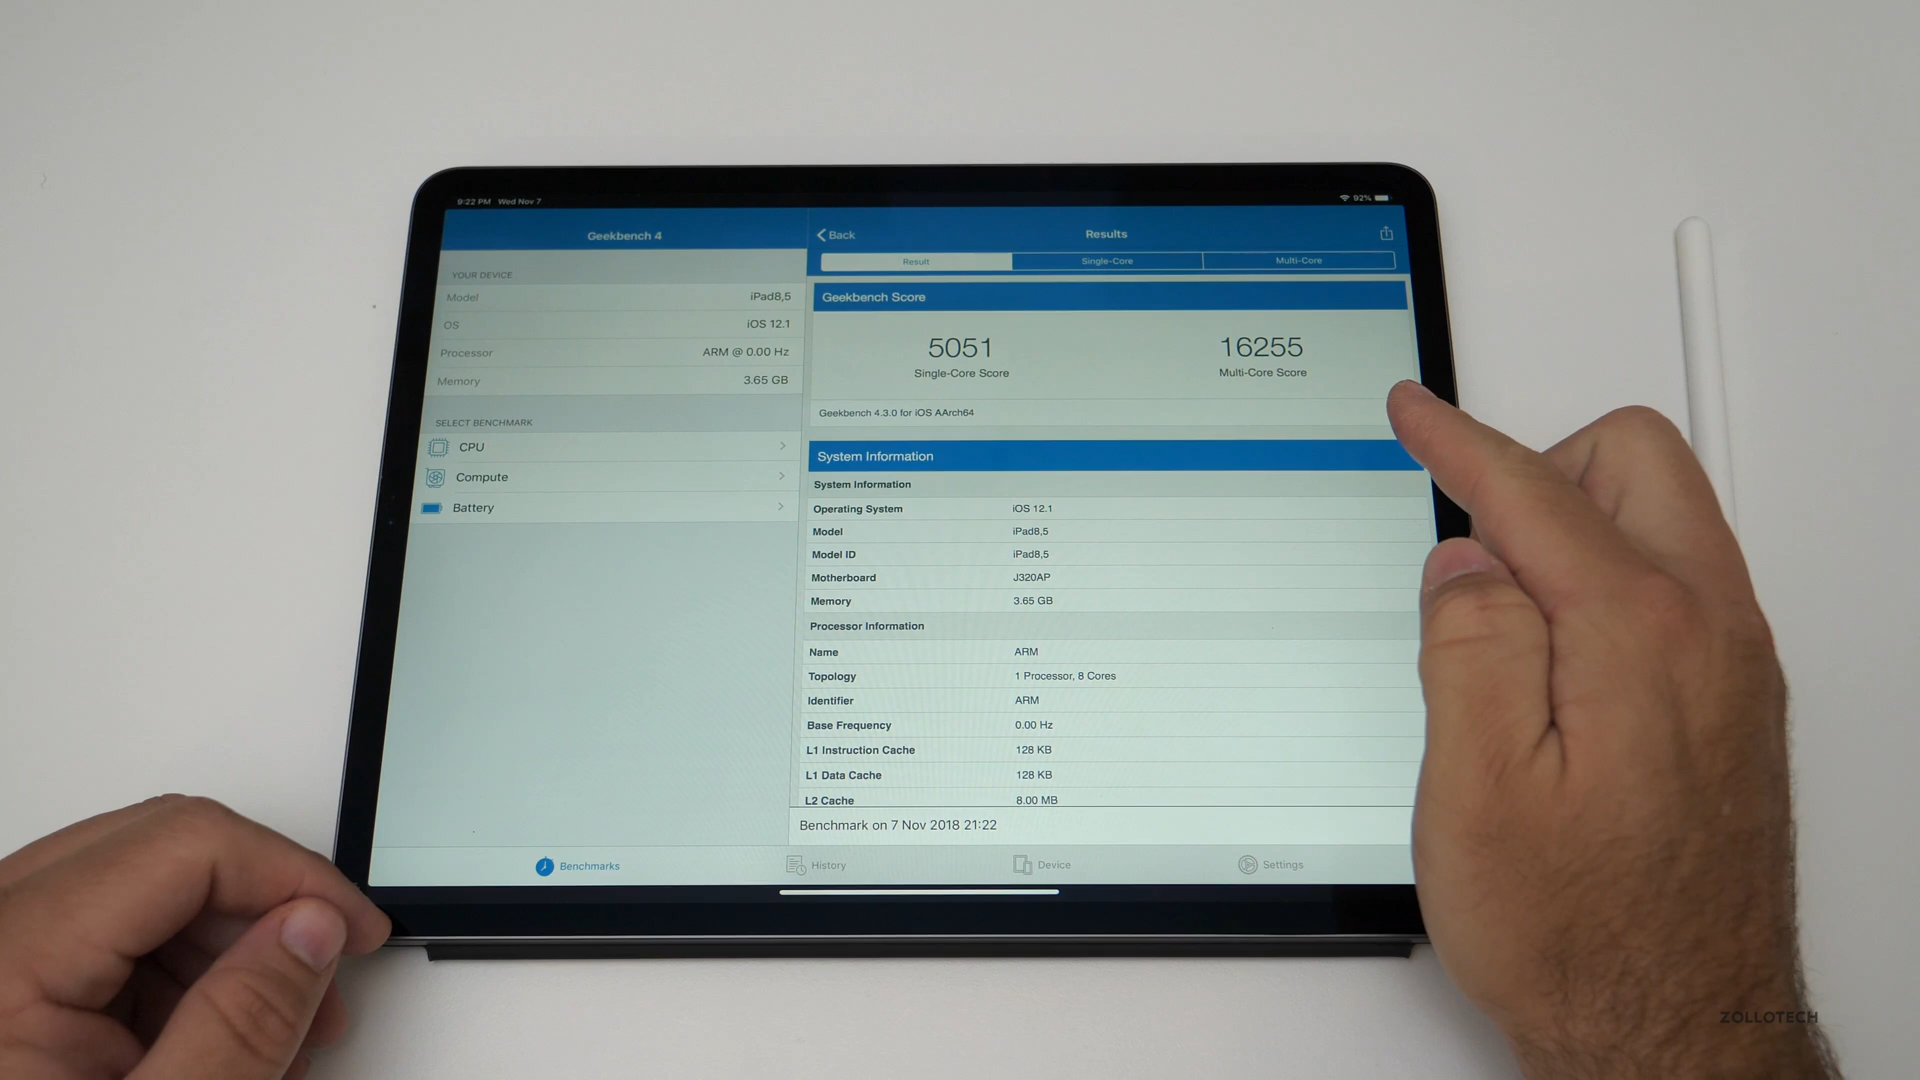 9:22 PM Wed Nov 7
92%
Geekbench 4
YOUR DEVICE
Model iPad8,5
OS iOS 12.1
Processor ARM @ 0.00 Hz
Memory 3.65 GB
SELECT BENCHMARK
CPU
Compute
Battery
Back Results
Result Single-Core Multi-Core
Geekbench Score
5051 16255
Single-Core Score Multi-Core Score
Geekbench 4.3.0 for iOS AArch64
System Information
System Information
Operating System iOS 12.1
Model iPad8,5
Model ID iPad8,5
Motherboard J320AP
Memory 3.65 GB
Processor Information
Name ARM
Topology 1 Processor, 8 Cores
Identifier ARM
Base Frequency 0.00 Hz
L1 Instruction Cache 128 KB
L1 Data Cache 128 KB
L2 Cache 8.00 MB
Benchmark on 7 Nov 2018 21:22
Benchmarks History Device Settings
ZOLLOTECH